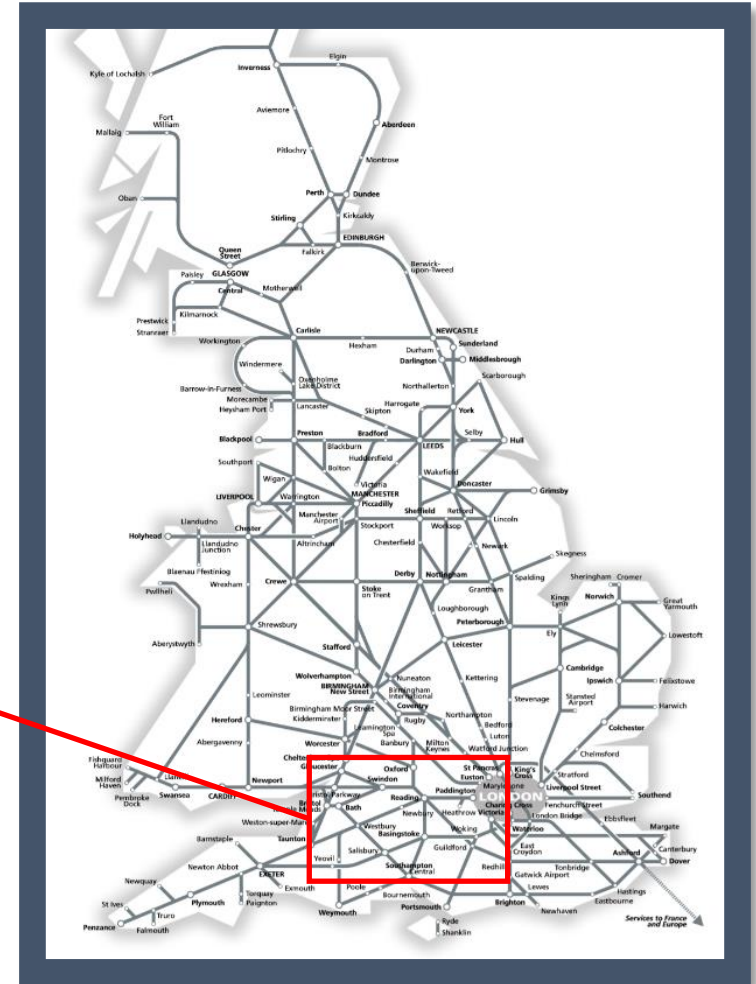 Elgin
Inverness
Kyle of Lochalsh
Aviemore
Fort
William
Mallaig
Aberdeen
Pitlochry
Montrose
Perth
Dundee
Oban
Stirling
Kirkcaldy
EDINBURGH
Queen
Street
Falkirk
Berwick-
upon-Tweed
Paisley
GLASGOW
Central
Motherwell
Prestwick
Kilmarnock
Stranraer
Carlisle
NEWCASTLE
Workington
Hexham
Sunderland
Durham
Darlington
Middlesbrough
Windermere
Scarborough
Oxenholme
Lake District
Northallerton
Barrow-in-Furness
Morecambe
Heysham Port
Lancaster
Harrogate
York
Skipton
Blackpool
Preston
Bradford
LEEDS
Selby
Hull
Blackburn
Huddersfield
Southport
Bolton
Wakefield
Wigan
Victoria
Doncaster
Grimsby
LIVERPOOL
Warrington
MANCHESTER
Piccadilly
Manchester
Airport
Sheffield
Retford
Lincoln
Llandudno
Stockport
Worksop
Holyhead
Chester
Llandudno
Junction
Altrincham
Chesterfield
Newark
Skegness
Blaenau Ffestiniog
Wrexham
Crewe
Stoke
on Trent
Derby
Nottingham
Grantham
Spalding
Sheringham
Cromer
Pwllheli
Kings
Lynn
Norwich
Great
Yarmouth
Loughborough
Shrewsbury
Peterborough
Aberystwyth
Stafford
Leicester
Ely
Lowestoft
Wolverhampton
BIRMINGHAM
New Street
Nuneaton
Kettering
Cambridge
Birmingham
International
Ipswich
Felixstowe
Leominster
Birmingham Moor Street
Coventry
Stevenage
Stansted
Airport
Harwich
Kidderminster
Rugby
Northampton
Hereford
Leamington
Spa
Bedford
Colchester
Worcester
Banbury
Milton
Keynes
Luton
Abergavenny
Watford Junction
Chelmsford
Fishguard
Harbour
Gloucester
Oxford
St Pancras
King's
Cross
Euston
Stratford
Milford
Haven
Newport
Swindon
Marylebone
Liverpool Street
Pembroke
Dock
Swansea
CARDIFF
Parkway
Reading
Paddington
LONDON
Southend
Bristol
Bath
Charing Cross
Fenchurch Street
Newbury
Heathrow
Victoria
London Bridge
Ebbsfleet
Weston-super-Mare
Westbury
Woking
Waterloo
Margate
Basingstoke
Barnstaple
Taunton
Salisbury
Guildford
East
Croydon
Canterbury
Yeovil
Redhill
Tonbridge
Ashford
Dover
Newton Abbot
EXETER
Southampton
Central
Gatwick Airport
Newquay
Exmouth
Poole
Lewes
Hastings
Torquay
Paignton
Bournemouth
Eastbourne
St Ives
Plymouth
Weymouth
Portsmouth
Brighton
Newhaven
Truro
Penzance
Falmouth
Ryde
Shanklin
Services to France
and Europe